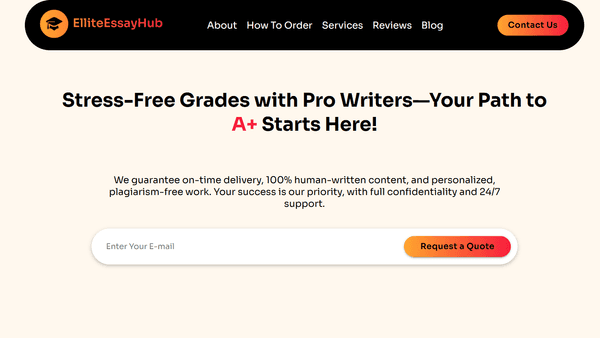 ElliteEssayHub
About How To Order Services Reviews Blog
Contact Us
Stress-Free Grades with Pro Writers—Your Path to
A+ Starts Here!
We guarantee on-time delivery, 100% human-written content, and personalized,
plagiarism-free work. Your success is our priority, with full confidentiality and 24/7
support.
Enter Your E-mail
Request a Quote